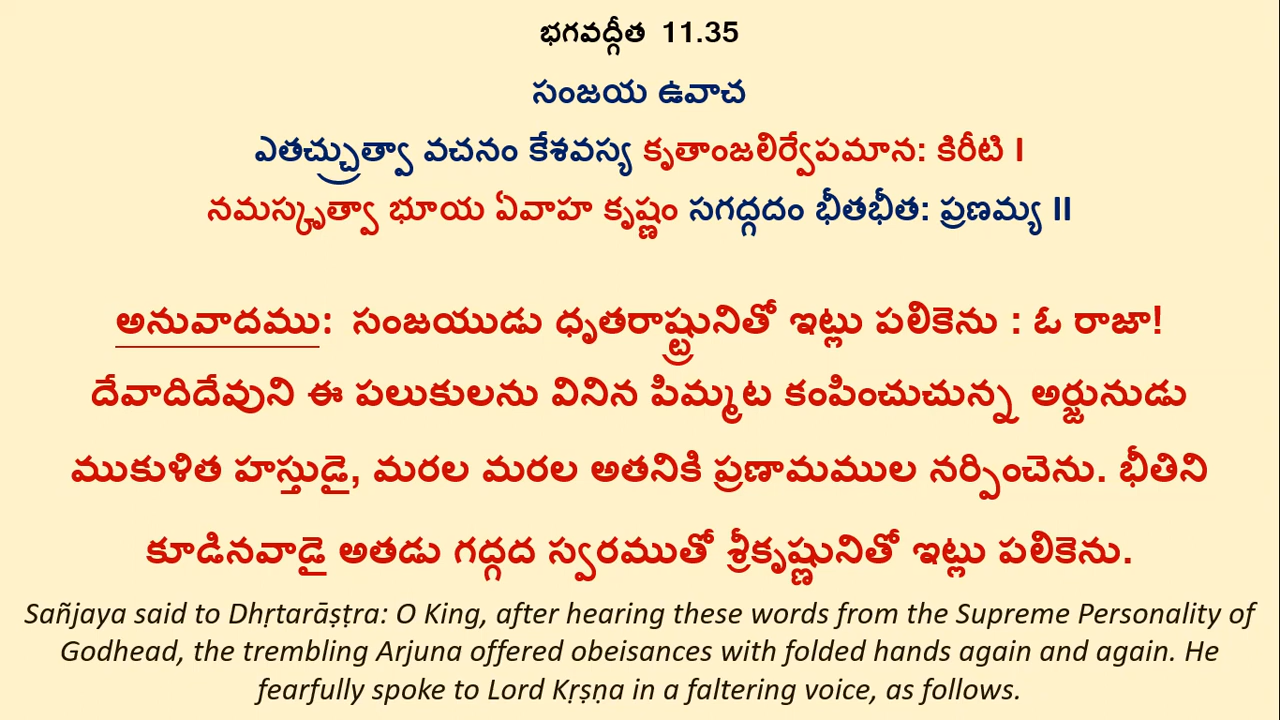 భగవద్గీత 11.35
సంజయ ఉవాచ
ఎతచ్ఛ్రుత్వా వచనం కేశవస్య కృతాంజలిర్వేపమాన: కిరీటి I
నమస్కృత్వా భూయ ఏవాహ కృష్ణం సగద్గదం భీతభీత: ప్రణమ్య II
అనువాదము: సంజయుడు ధృతరాష్ట్రునితో ఇట్లు పలికెను : ఓ రాజా!
దేవాదిదేవుని ఈ పలుకులను వినిన పిమ్మట కంపించుచున్న అర్జునుడు
ముకుళిత హస్తుడై, మరల మరల అతనికి ప్రణామముల నర్పించెను. భీతిని
కూడినవాడై అతడు గద్గద స్వరముతో శ్రీకృష్ణునితో ఇట్లు పలికెను.
Sañjaya said to Dhṛtarāṣṭra: O King, after hearing these words from the Supreme Personality of
Godhead, the trembling Arjuna offered obeisances with folded hands again and again. He
fearfully spoke to Lord Kṛṣṇa in a faltering voice, as follows.